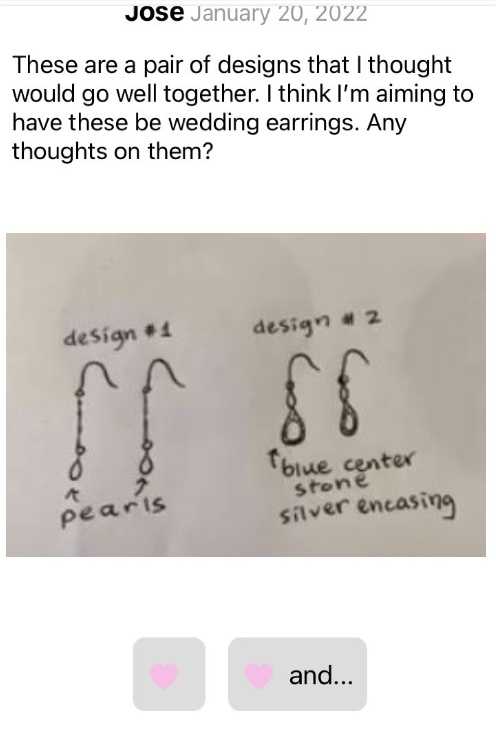 Jose January 20, 2022
These are a pair of designs that I thought
would go well together. I think I'm aiming to
have these be wedding earrings. Any
thoughts on them?
design #1
design # 2
pearls
blue center
stone
silver encasing
and...